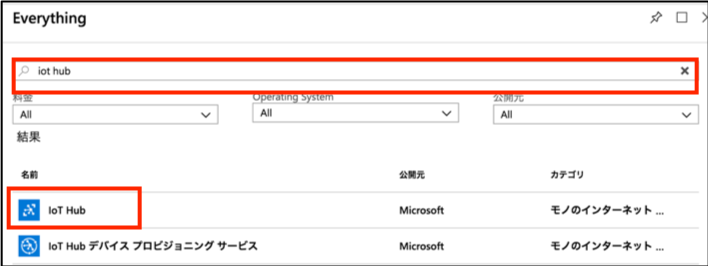 Everything
iot hub
料金 Operating System 公開元
All All All
結果
名前 公開元 カテゴリ
IoT Hub Microsoft モノのインターネット ...
IoT Hub デバイス プロビジョニング サービス Microsoft モノのインターネット ...